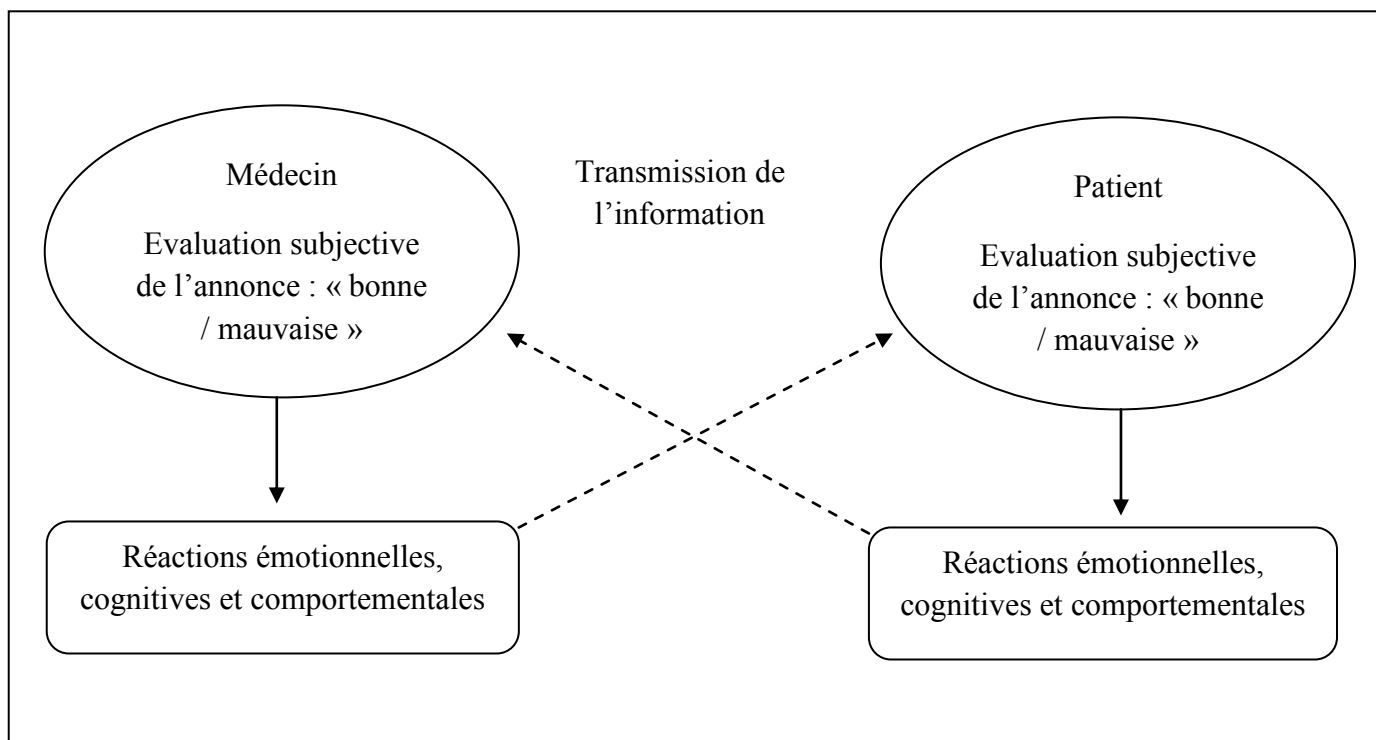 Médecin
Evaluation subjective
de l’annonce : « bonne
/ mauvaise »
Transmission de
l’information
Patient
Evaluation subjective
de l’annonce : « bonne
/ mauvaise »
Réactions émotionnelles,
cognitives et comportementales
Réactions émotionnelles,
cognitives et comportementales